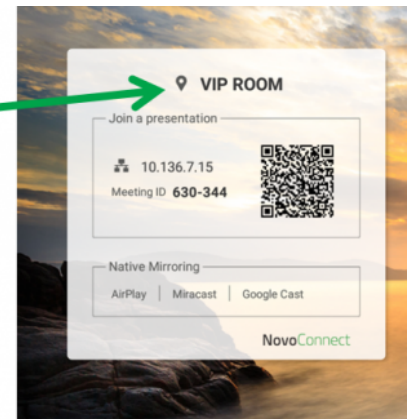 VIP ROOM
Join a presentation
10.136.7.15
Meeting ID 630-344
Native Mirroring
AirPlay | Miracast | Google Cast
NovoConnect